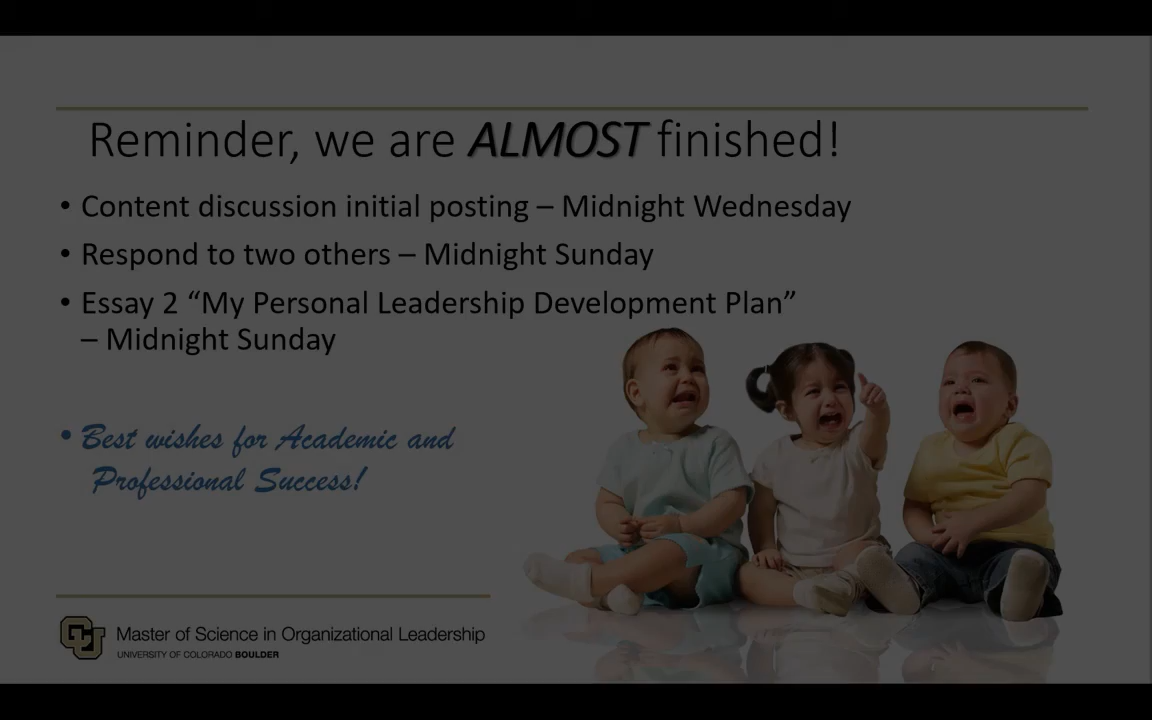 Reminder, we are ALMOST finished!
• Content discussion initial posting – Midnight Wednesday
• Respond to two others – Midnight Sunday
• Essay 2 “My Personal Leadership Development Plan”
– Midnight Sunday
• Best wishes for Academic and
Professional Success!
CU
Master of Science in Organizational Leadership
UNIVERSITY OF COLORADO BOULDER